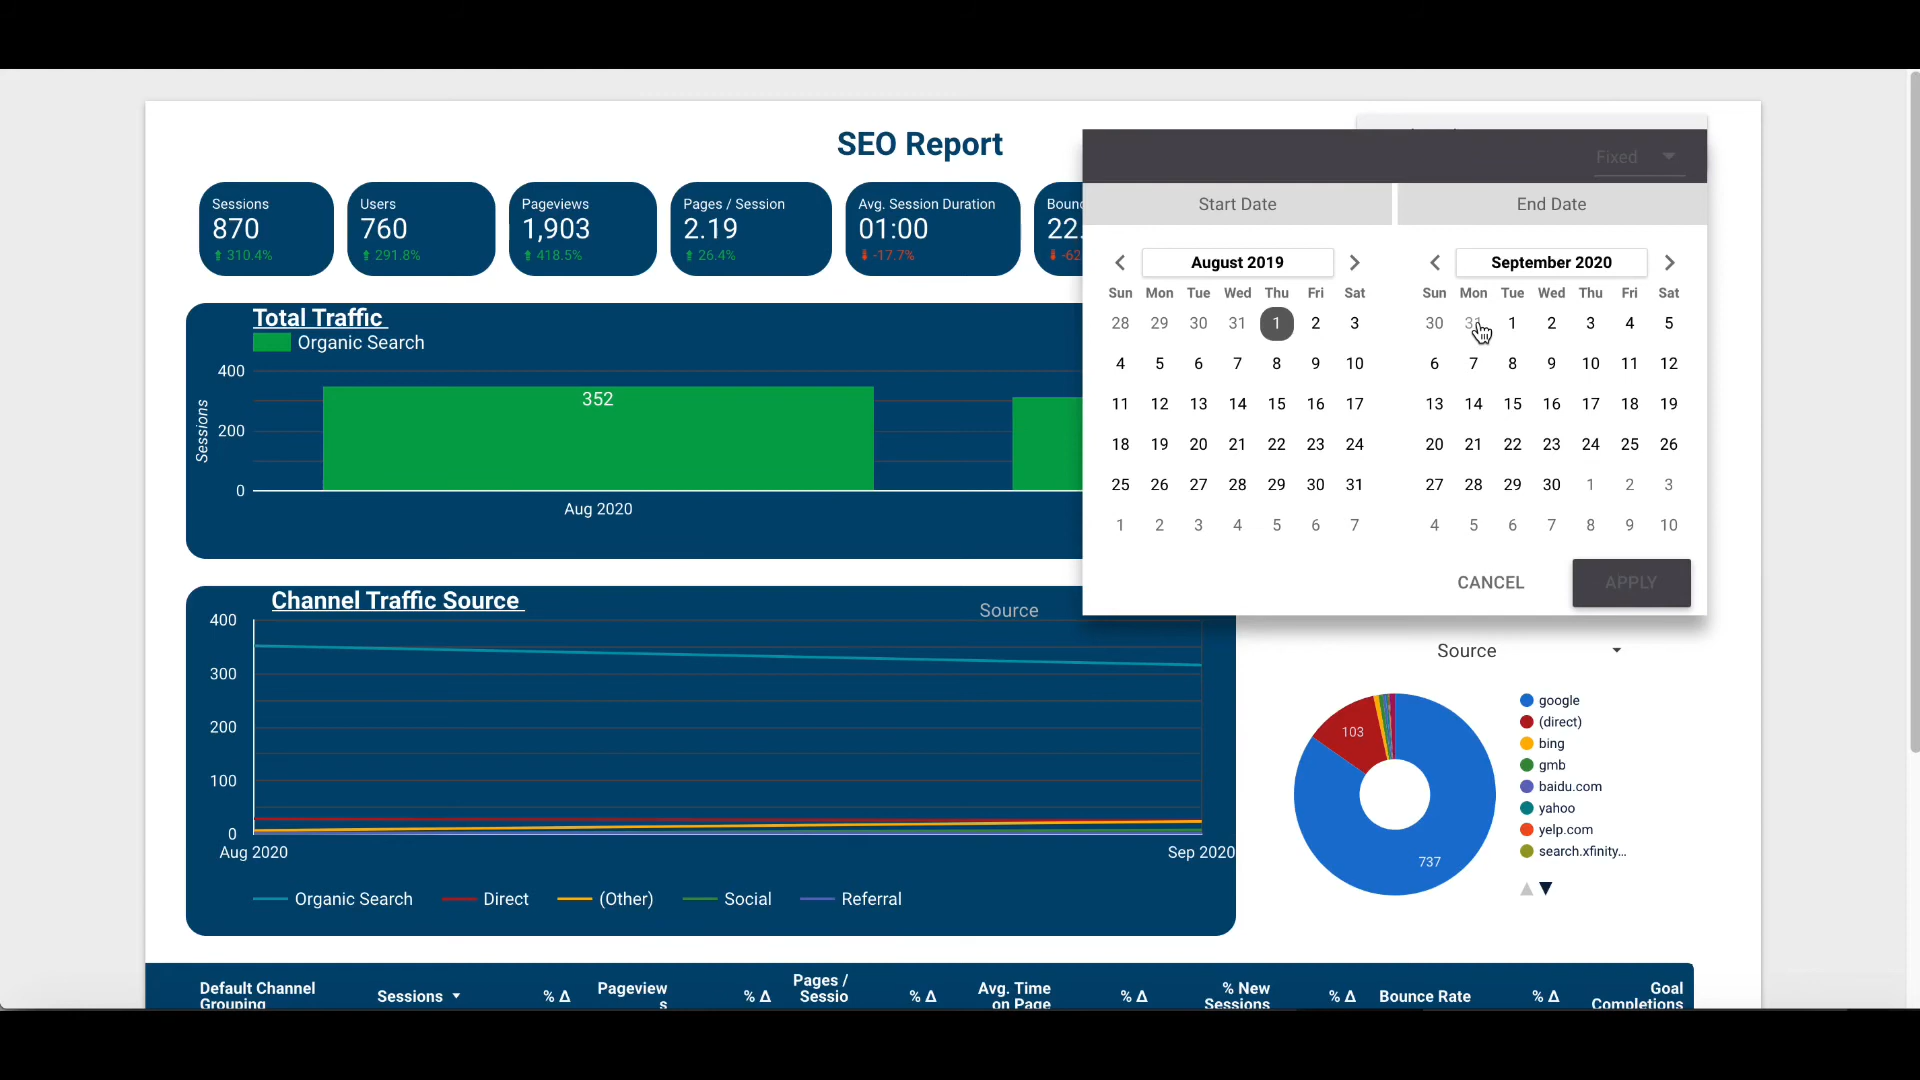 SEO Report
Sessions
870
310.4%
Users
760
291.8%
Pageviews
1,903
418.5%
Pages / Session
2.19
26.4%
Avg. Session Duration
01:00
-17.7%
Boun
22.
-62
Total Traffic
Organic Search
400
200
0
Sessions
352
Aug 2020
Channel Traffic Source
Source
400
300
200
100
0
Aug 2020
Sep 2020
Organic Search
Direct
(Other)
Social
Referral
Fixed
Start Date
End Date
August 2019
Sun Mon Tue Wed Thu Fri Sat
28 29 30 31 1 2 3
4 5 6 7 8 9 10
11 12 13 14 15 16 17
18 19 20 21 22 23 24
25 26 27 28 29 30 31
1 2 3 4 5 6 7
September 2020
Sun Mon Tue Wed Thu Fri Sat
30 31 1 2 3 4 5
6 7 8 9 10 11 12
13 14 15 16 17 18 19
20 21 22 23 24 25 26
27 28 29 30 1 2 3
4 5 6 7 8 9 10
CANCEL
APPLY
Source
103
737
google
(direct)
bing
gmb
baidu.com
yahoo
yelp.com
search.xfinity...
Default Channel
Grouping
Sessions
% Δ
Pageview
s
% Δ
Pages /
Sessio
% Δ
Avg. Time
on Page
% Δ
% New
Sessions
% Δ
Bounce Rate
% Δ
Goal
Completions